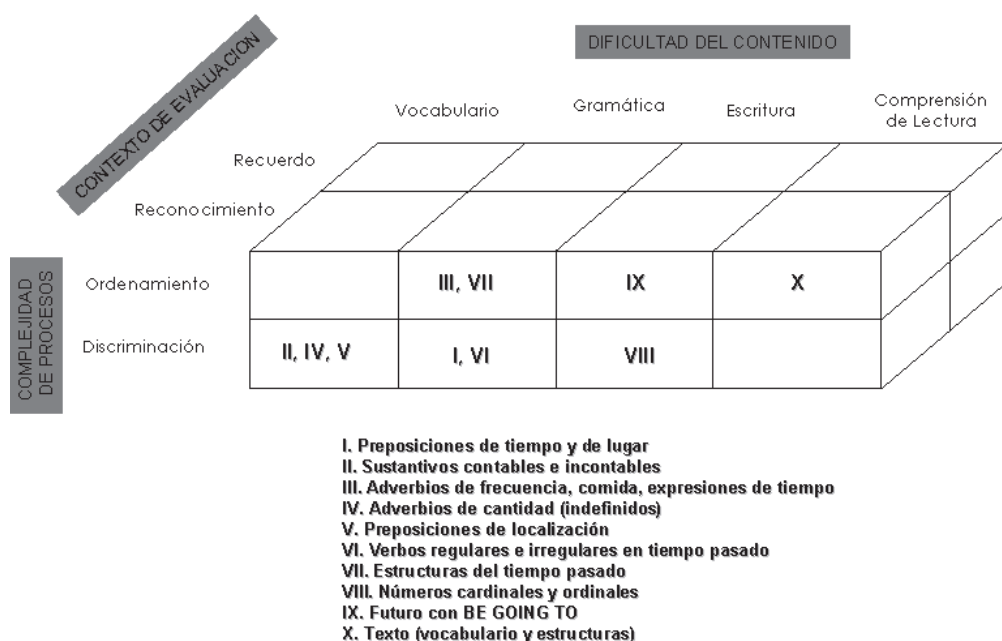 DIFICULTAD DEL CONTENIDO
CONTEXTO DE EVALUACION
Vocabulario
Gramática
Escritura
Comprensión
de Lectura
Recuerdo
Reconocimiento
COMPLEJIDAD
DE PROCESOS
Ordenamiento
III, VII
IX
X
Discriminación
II, IV, V
I, VI
VIII
I. Preposiciones de tiempo y de lugar
II. Sustantivos contables e incontables
III. Adverbios de frecuencia, comida, expresiones de tiempo
IV. Adverbios de cantidad (indefinidos)
V. Preposiciones de localización
VI. Verbos regulares e irregulares en tiempo pasado
VII. Estructuras del tiempo pasado
VIII. Números cardinales y ordinales
IX. Futuro con BE GOING TO
X. Texto (vocabulario y estructuras)